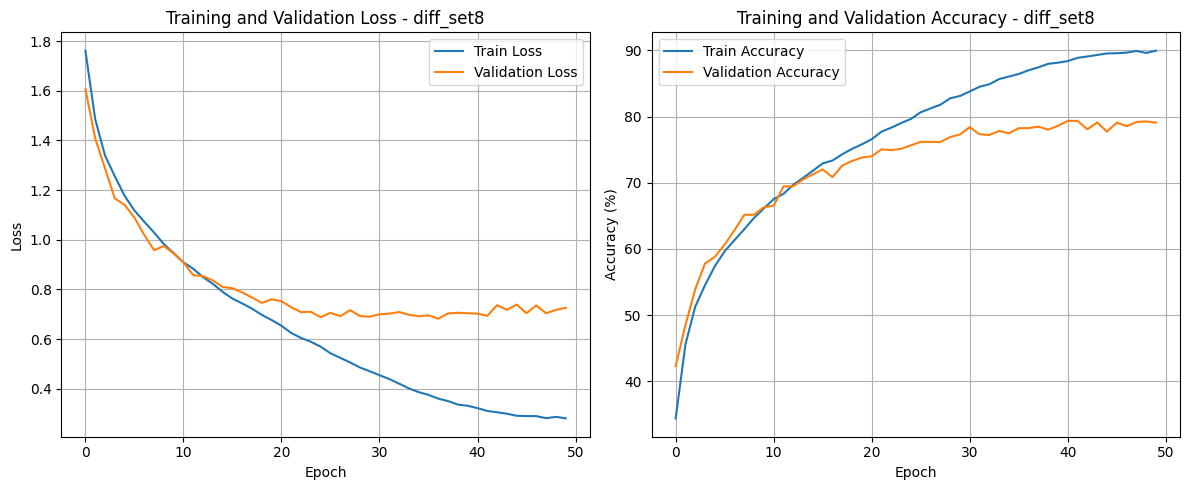 Training and Validation Loss - diff_set8
Train Loss
Validation Loss
1.8
1.6
1.4
1.2
1.0
0.8
0.6
0.4
Loss
0
10
20
30
40
50
Epoch
Training and Validation Accuracy - diff_set8
Train Accuracy
Validation Accuracy
90
80
70
60
50
40
Accuracy (%)
0
10
20
30
40
50
Epoch